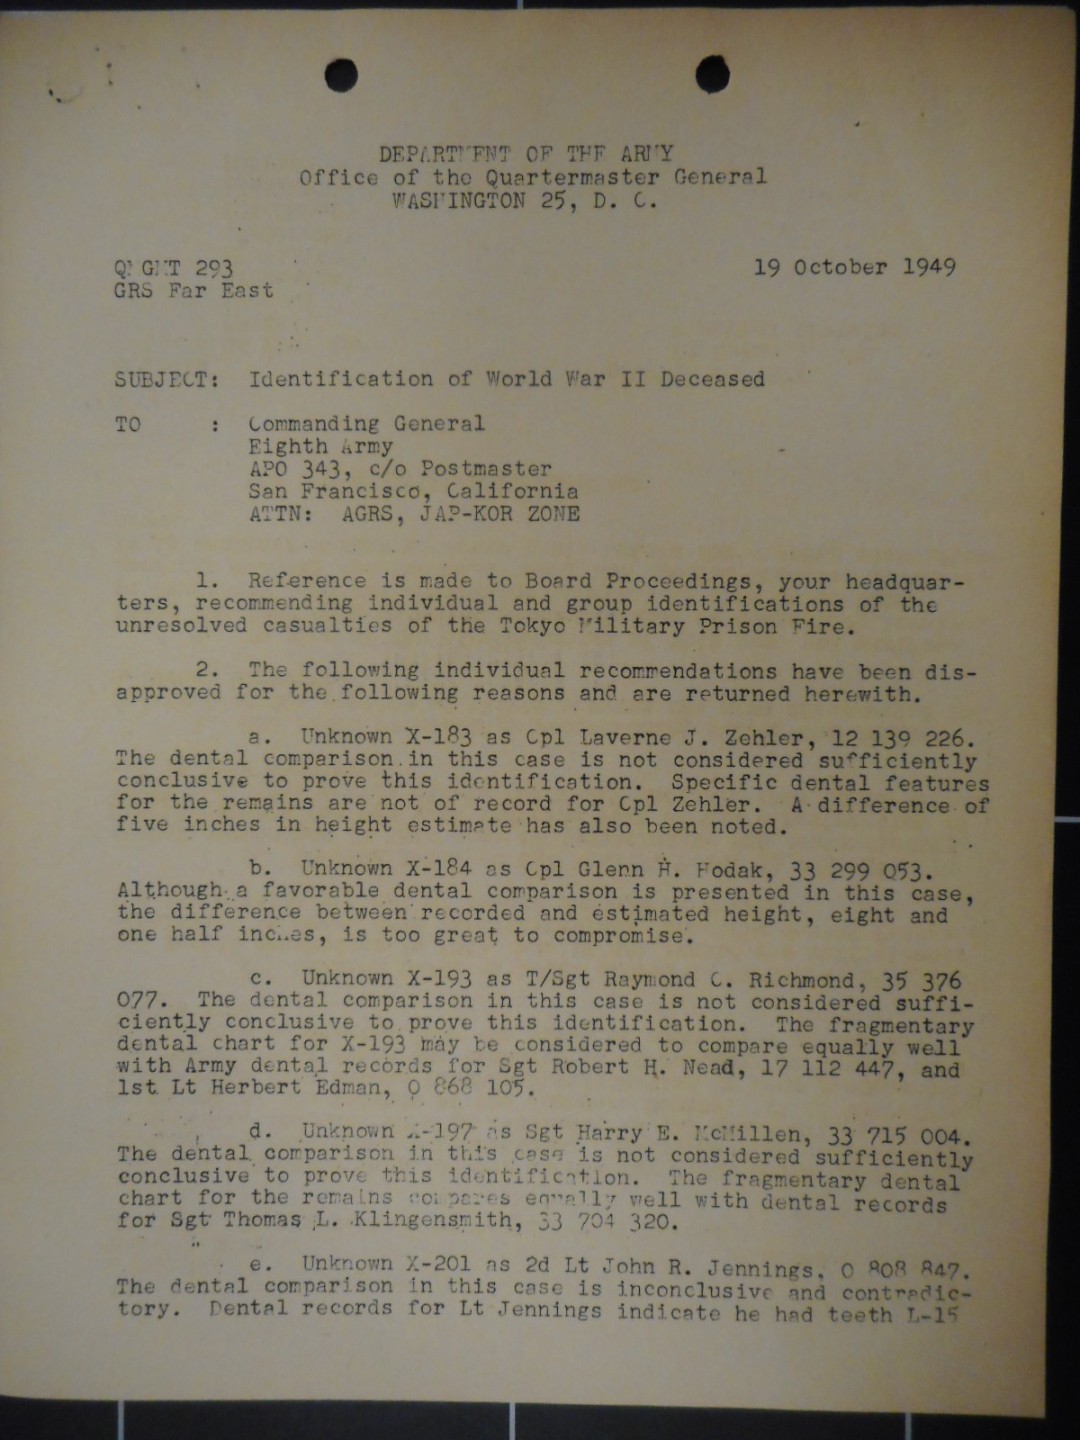 DEPARTMENT OF THE ARMY
Office of the Quartermaster General
WASHINGTON 25, D. C.
QMGMT 293
19 October 1949
GRS Far East
SUBJECT: Identification of World War II Deceased
TO : Commanding General
Eighth Army
APO 343, c/o Postmaster
San Francisco, California
ATTN: AGRS, JAP-KOR ZONE
1. Reference is made to Board Proceedings, your headquar-
ters, recommending individual and group identifications of the
unresolved casualties of the Tokyo Military Prison Fire.
2. The following individual recommendations have been dis-
approved for the following reasons and are returned herewith.
a. Unknown X-183 as Cpl Laverne J. Zehler, 12 139 226.
The dental comparison in this case is not considered sufficiently
conclusive to prove this identification. Specific dental features
for the remains are not of record for Cpl Zehler. A difference of
five inches in height estimate has also been noted.
b. Unknown X-184 as Cpl Glenn H. Hodak, 33 299 053.
Although a favorable dental comparison is presented in this case,
the difference between recorded and estimated height, eight and
one half inches, is too great to compromise.
c. Unknown X-193 as T/Sgt Raymond C. Richmond, 35 376
077. The dental comparison in this case is not considered suffi-
ciently conclusive to prove this identification. The fragmentary
dental chart for X-193 may be considered to compare equally well
with Army dental records for Sgt Robert H. Nead, 17 112 447, and
1st Lt Herbert Edman, O 868 105.
d. Unknown X-197 as Sgt Harry E. McMillen, 33 715 004.
The dental comparison in this case is not considered sufficiently
conclusive to prove this identification. The fragmentary dental
chart for the remains compares equally well with dental records
for Sgt Thomas L. Klingensmith, 33 704 320.
e. Unknown X-201 as 2d Lt John R. Jennings, O 808 847.
The dental comparison in this case is inconclusive and contradic-
tory. Dental records for Lt Jennings indicate he had teeth L-15